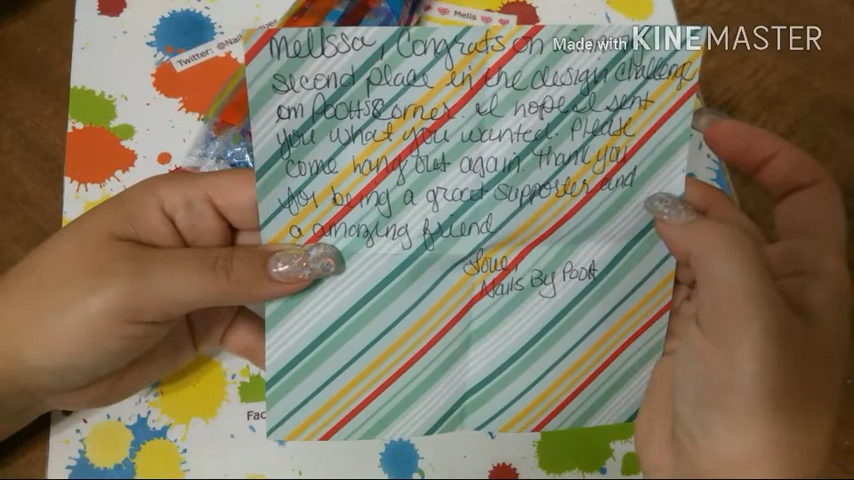 Twitter: @Nail
Melis
Made with KINEMASTER
Melissa, Congrats on
second place in the design challenge
on PooHs Corner. I hope I sent
you what you wanted. Please
come hang out again. Thank you
for being a great supporter and
a amazing friend.
Love,
Nails By PooH
Fac